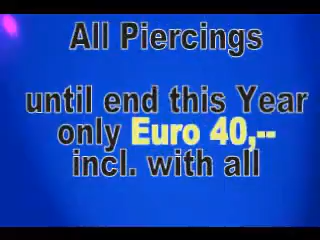 All Piercings
until end this Year
only Euro 40,--
incl. with all